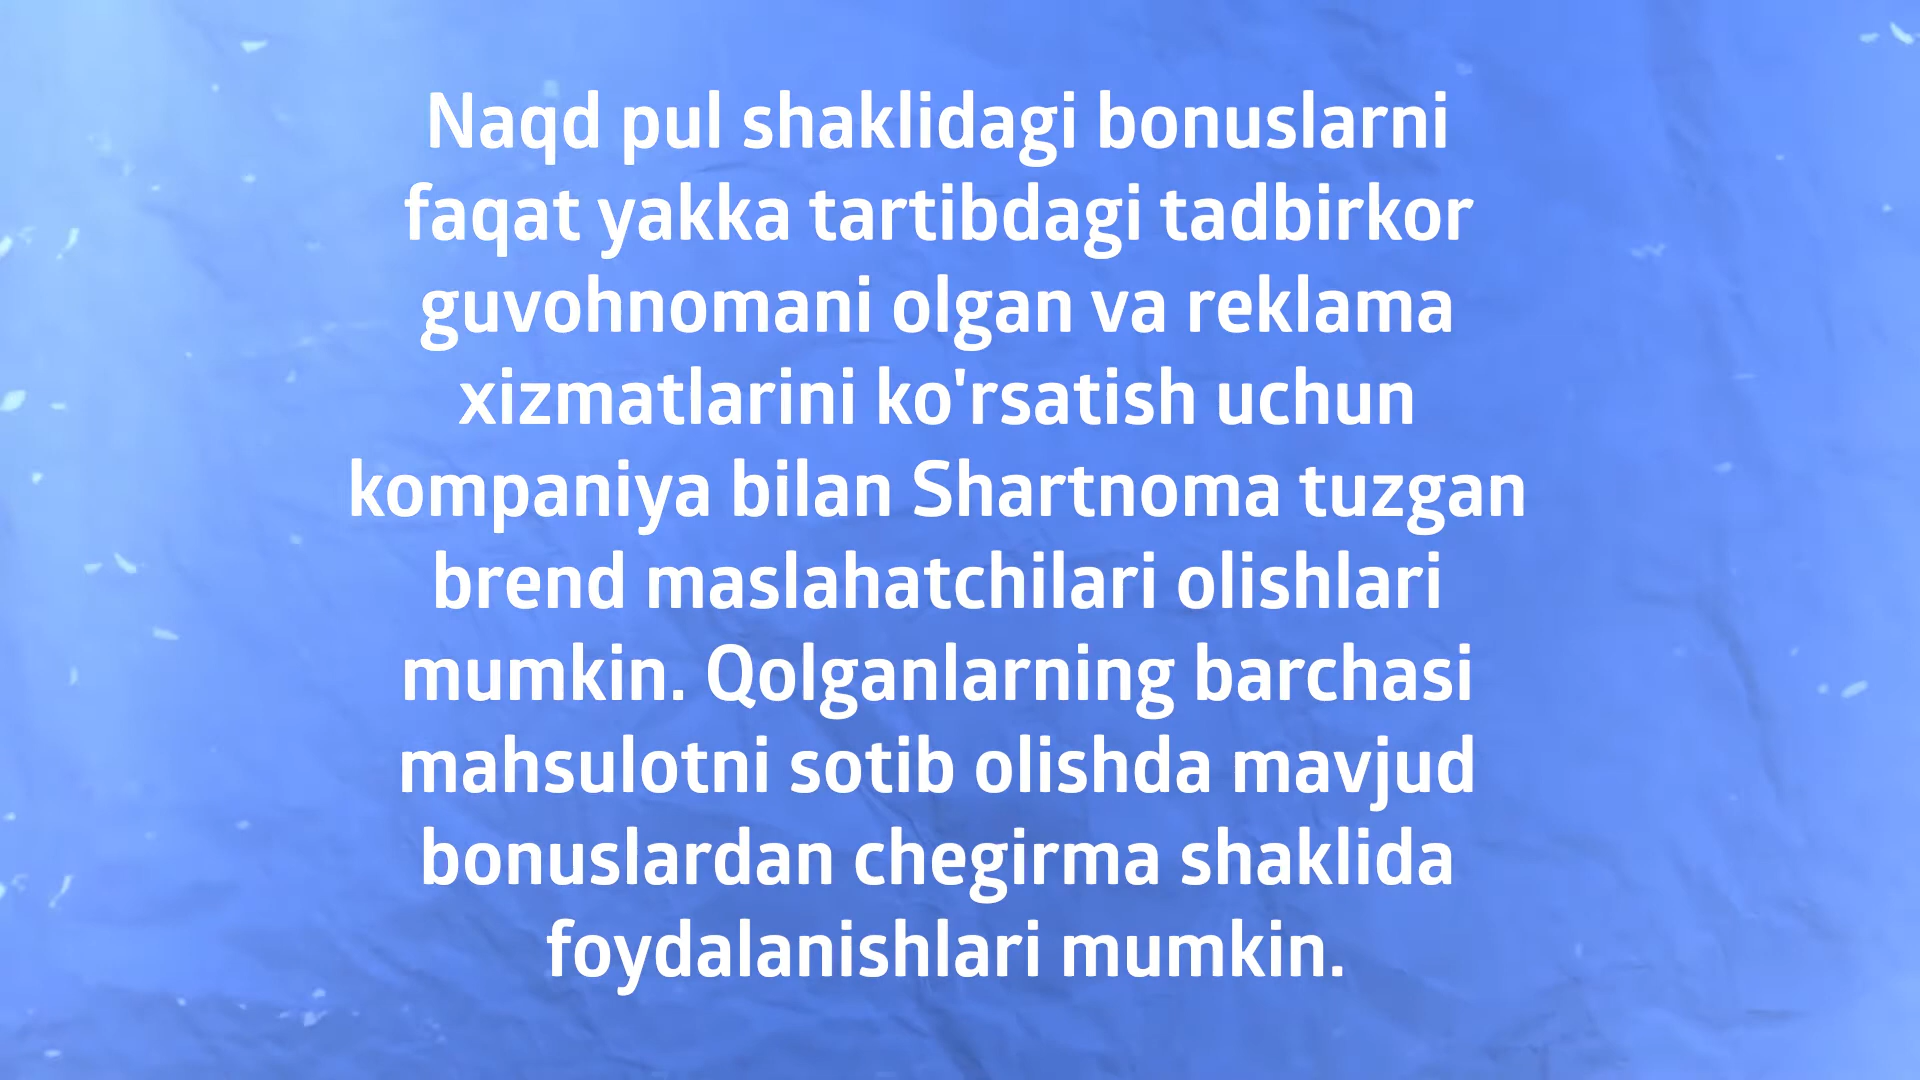 Naqd pul shaklidagi bonuslarni
faqat yakka tartibdagi tadbirkor
guvohnomani olgan va reklama
xizmatlarini ko'rsatish uchun
kompaniya bilan Shartnoma tuzgan
brend maslahatchilari olishlari
mumkin. Qolganlarning barchasi
mahsulotni sotib olishda mavjud
bonuslardan chegirma shaklida
foydalanishlari mumkin.